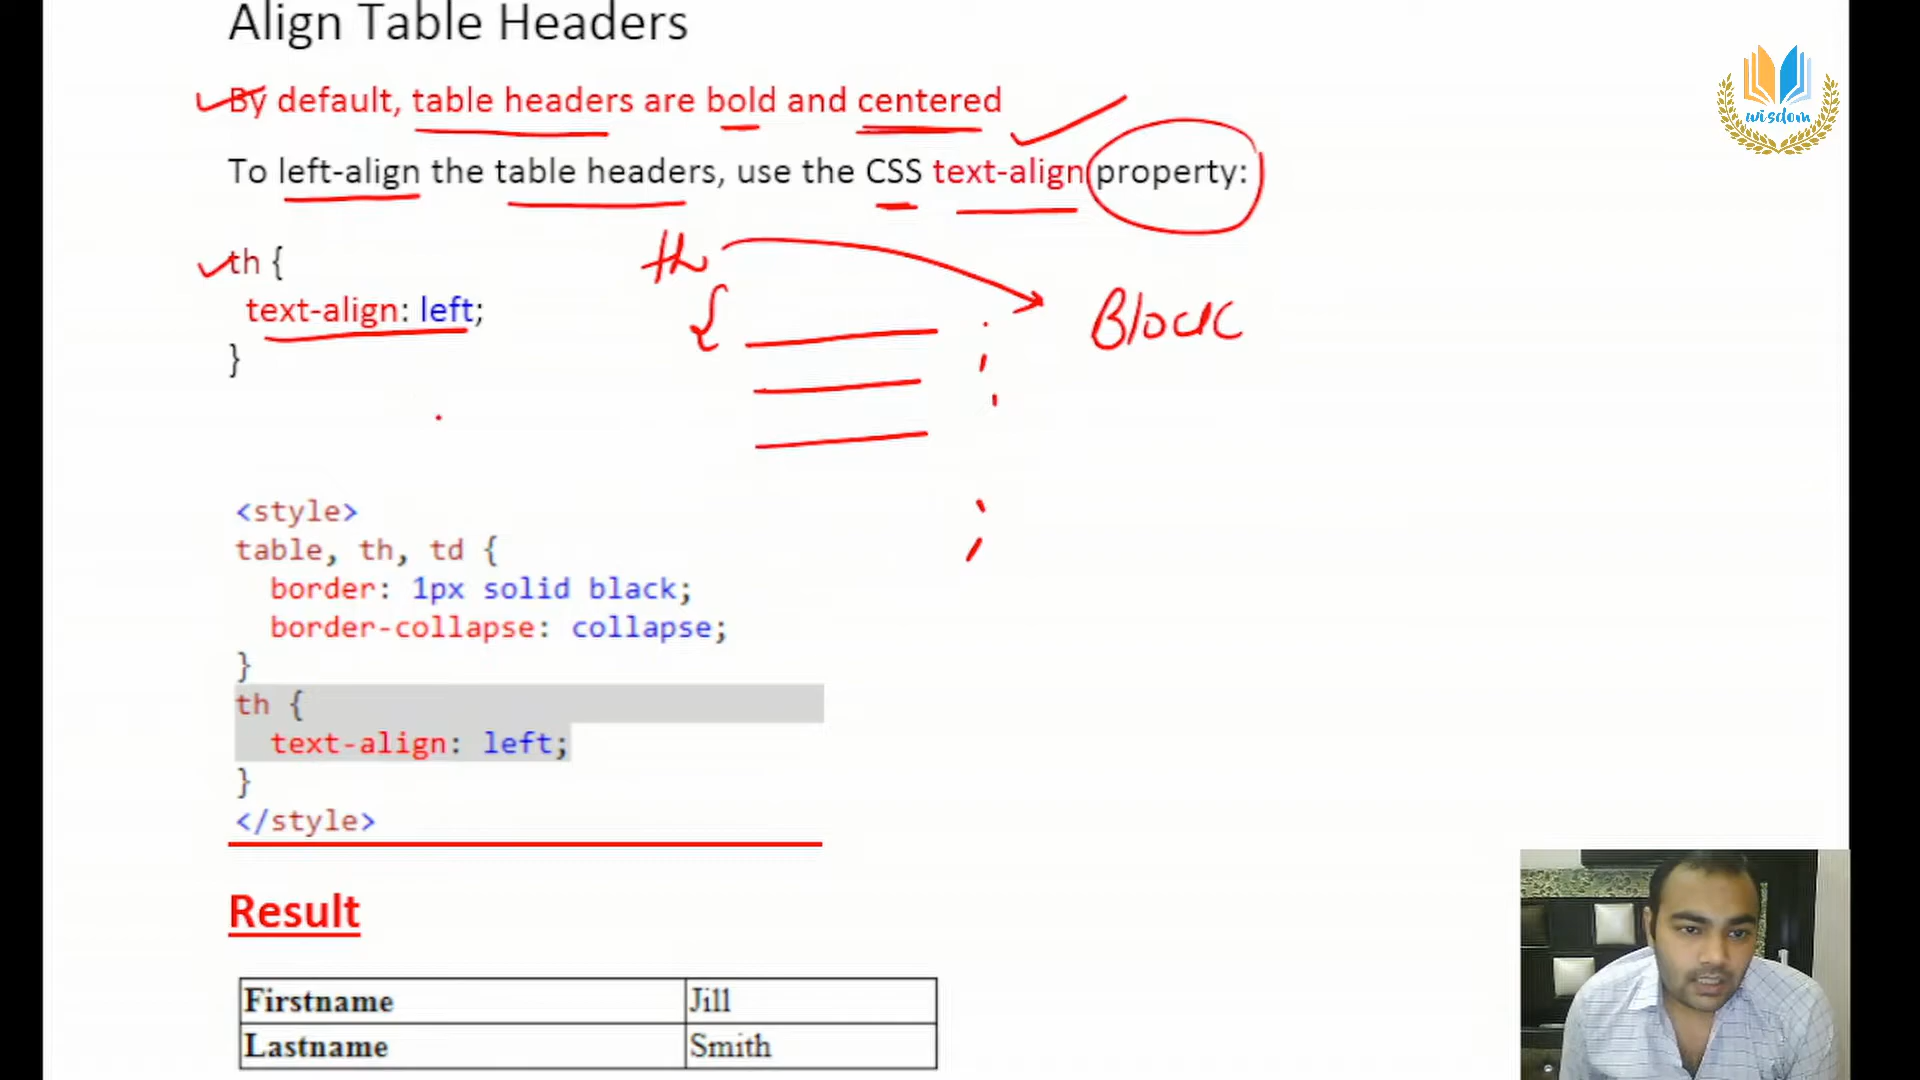 Align Table Headers
By default, table headers are bold and centered
To left-align the table headers, use the CSS text-align property:
th {
text-align: left;
}
th
{
Block
<style>
table, th, td {
border: 1px solid black;
border-collapse: collapse;
}
th {
text-align: left;
}
</style>
Result
Firstname Jill
Lastname Smith
wisdom